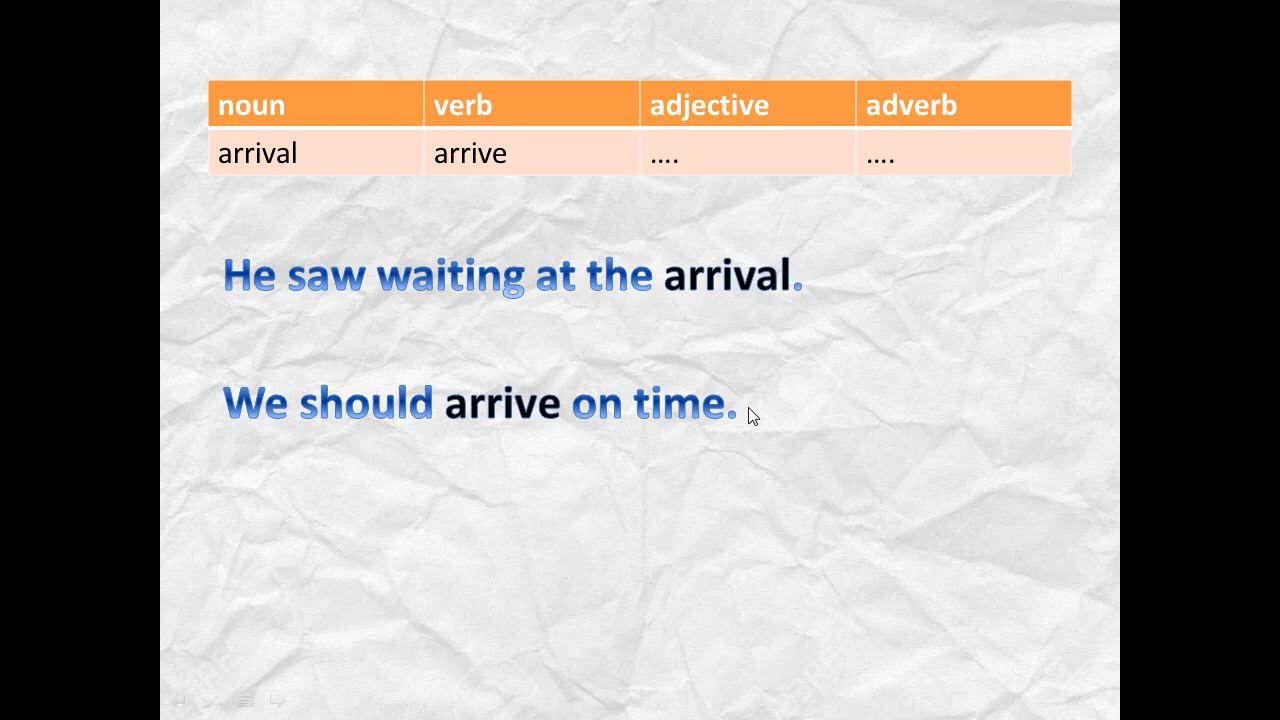 noun verb adjective adverb
arrival arrive .... ....
He saw waiting at the arrival.
We should arrive on time.